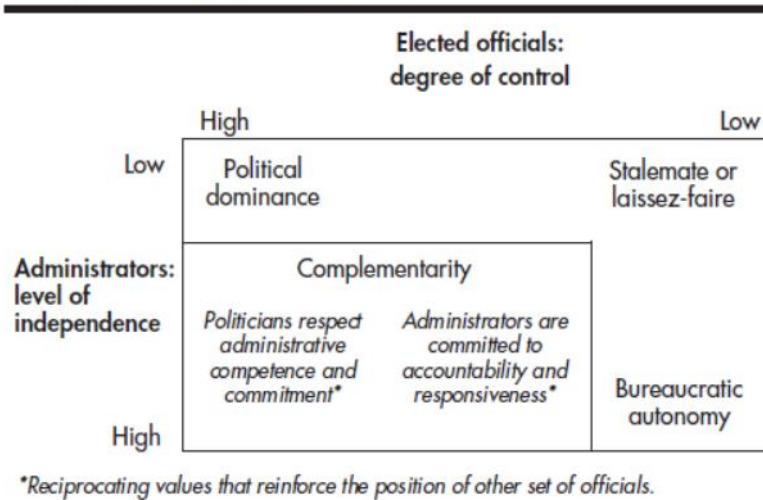 Elected officials:
degree of control
High
Low
Low
Political
dominance
Stalemate or
laissez-faire
Administrators:
level of
independence
Complementarity
Politicians respect
administrative
competence and
commitment*
Administrators are
committed to
accountability and
responsiveness*
High
Bureaucratic
autonomy
*Reciprocating values that reinforce the position of other set of officials.